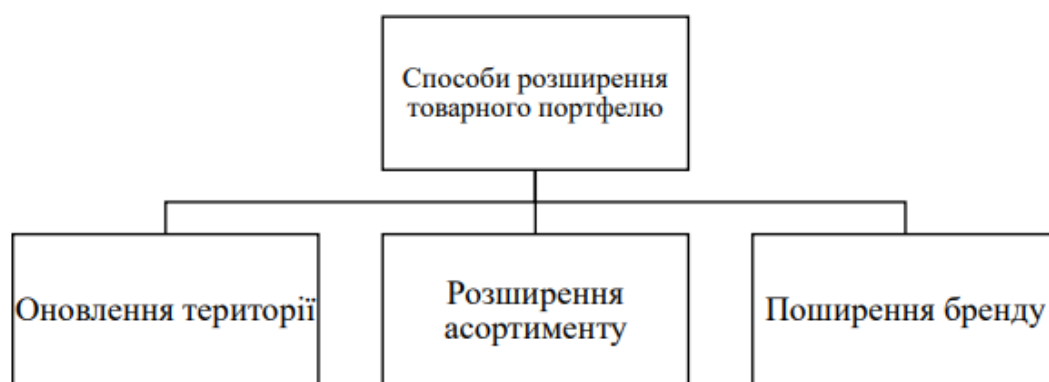 Способи розширення
товарного портфелю
Оновлення території
Розширення
асортименту
Поширення бренду